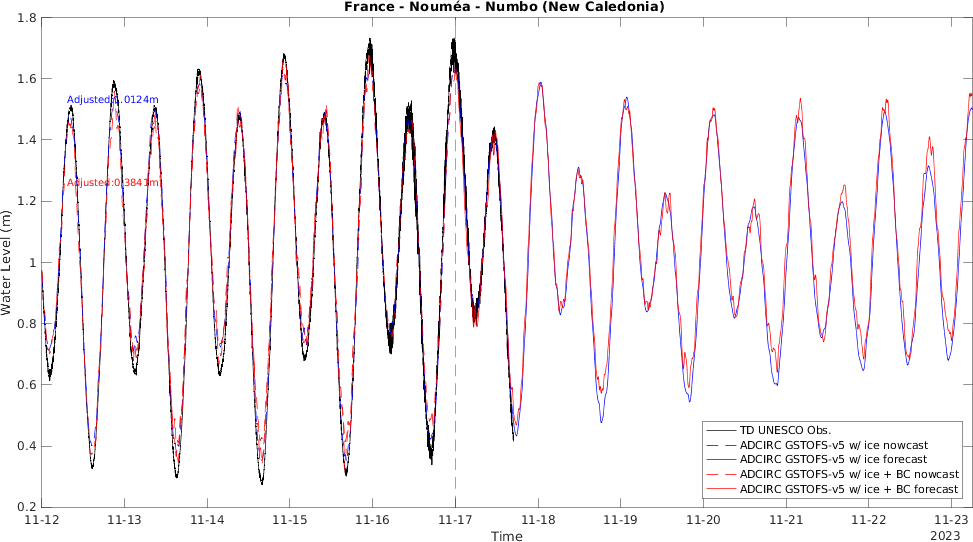 France - Nouméa - Numbo (New Caledonia)
1.8
1.6
1.4
1.2
1
0.8
0.6
0.4
0.2
Water Level (m)
Adjusted:1.0124m
Adjusted:0.3841m
TD UNESCO Obs.
ADCIRC GSTOFS-v5 w/ ice nowcast
ADCIRC GSTOFS-v5 w/ ice forecast
ADCIRC GSTOFS-v5 w/ ice + BC nowcast
ADCIRC GSTOFS-v5 w/ ice + BC forecast
11-12 11-13 11-14 11-15 11-16 11-17 11-18 11-19 11-20 11-21 11-22 11-23
2023
Time